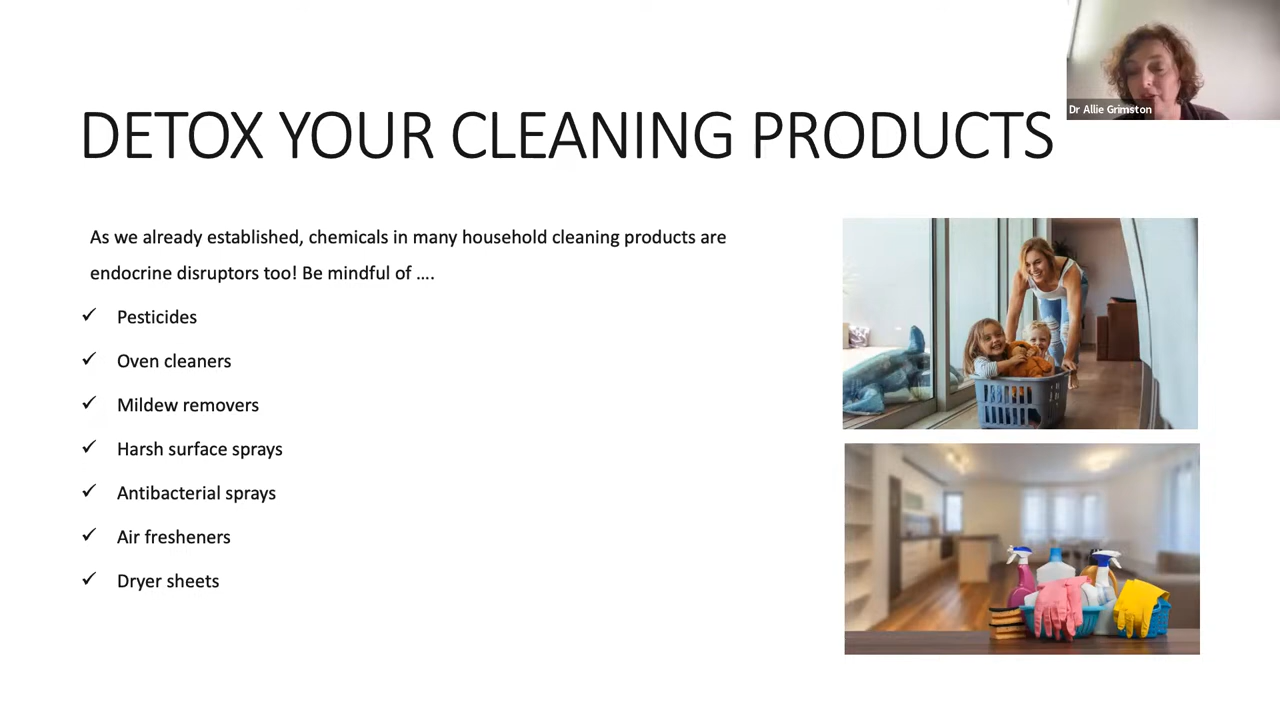 Dr Allie Grimston
DETOX YOUR CLEANING PRODUCTS
As we already established, chemicals in many household cleaning products are
endocrine disruptors too! Be mindful of ….
✓ Pesticides
✓ Oven cleaners
✓ Mildew removers
✓ Harsh surface sprays
✓ Antibacterial sprays
✓ Air fresheners
✓ Dryer sheets